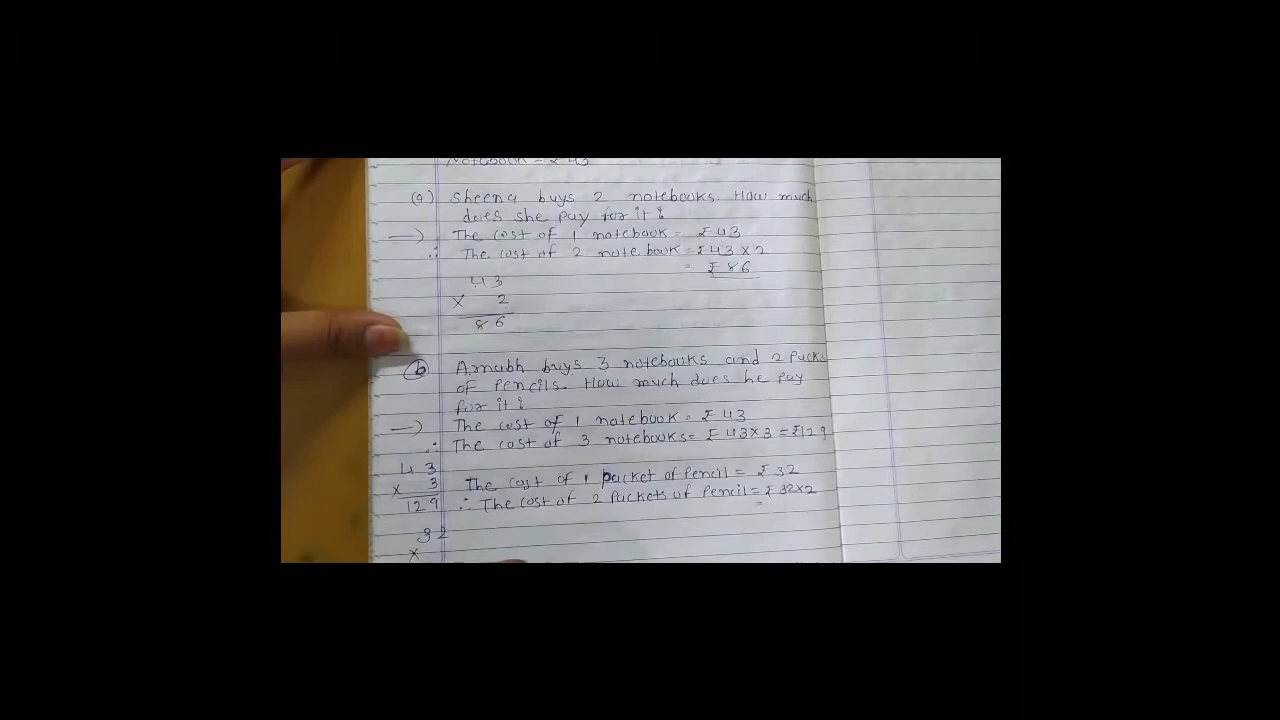 Notebook = ₹ 43
(a) Sheena buys 2 notebooks. How much
does she pay for it?
→ The cost of 1 notebook = ₹ 43
∴ The cost of 2 notebook = ₹ 43 × 2
= ₹ 86
43
× 2
86
(b) Arnabh buys 3 notebooks and 2 Packs
of Pencils. How much does he pay
for it?
→ The cost of 1 notebook = ₹ 43
∴ The cost of 3 notebooks = ₹ 43×3 = ₹129
43
× 3
129
The cost of 1 packet of Pencil = ₹ 32
∴ The cost of 2 Packets of Pencil = ₹ 32×2
=
32
×